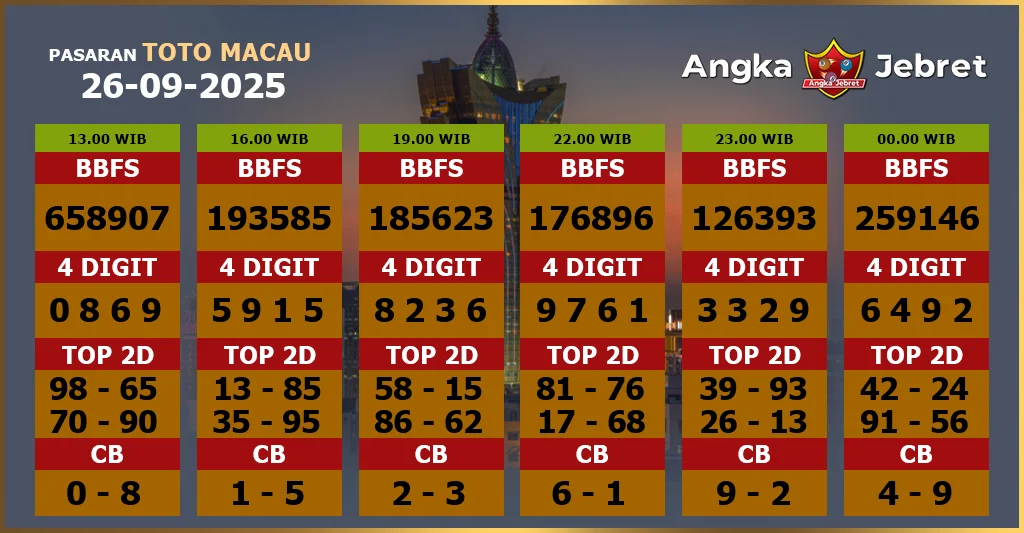 PASARAN TOTO MACAU
26-09-2025
Angka Jebret
Angka Jebret
13.00 WIB 16.00 WIB 19.00 WIB 22.00 WIB 23.00 WIB 00.00 WIB
BBFS BBFS BBFS BBFS BBFS BBFS
658907 193585 185623 176896 126393 259146
4 DIGIT 4 DIGIT 4 DIGIT 4 DIGIT 4 DIGIT 4 DIGIT
0 8 6 9 5 9 1 5 8 2 3 6 9 7 6 1 3 3 2 9 6 4 9 2
TOP 2D TOP 2D TOP 2D TOP 2D TOP 2D TOP 2D
98 - 65 13 - 85 58 - 15 81 - 76 39 - 93 42 - 24
70 - 90 35 - 95 86 - 62 17 - 68 26 - 13 91 - 56
CB CB CB CB CB CB
0 - 8 1 - 5 2 - 3 6 - 1 9 - 2 4 - 9